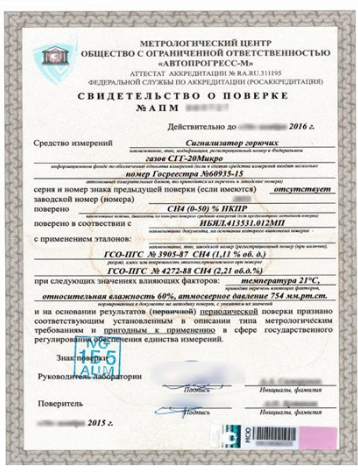 МЕТРОЛОГИЧЕСКИЙ ЦЕНТР
ОБЩЕСТВО С ОГРАНИЧЕННОЙ ОТВЕТСТВЕННОСТЬЮ
«АВТОПРОГРЕСС-М»
АТТЕСТАТ АККРЕДИТАЦИИ № RA.RU.311195
ФЕДЕРАЛЬНОЙ СЛУЖБЫ ПО АККРЕДИТАЦИИ (РОСАККРЕДИТАЦИЯ)
СВИДЕТЕЛЬСТВО О ПОВЕРКЕ
№ АПМ
Действительно до 2016 г.
Средство измерений Сигнализатор горючих
газов СГГ-20Микро
номер Госреестра №60935-15
серия и номер знака предыдущей поверки (если имеются) отсутствует
заводской номер (номера)
поверено СН4 (0-50) % НКПР
поверено в соответствии с ИБЯЛ.413531.012МП
с применением эталонов:
ГСО-ПГС № 3905-87 СН4 (1,11 % об. д.)
ГСО-ПГС № 4272-88 СН4 (2,21 об.д.%)
при следующих значениях влияющих факторов: температура 21°С,
относительная влажность 60%, атмосферное давление 754 мм.рт.ст.
и на основании результатов (первичной) периодической поверки признано
соответствующим установленным в описании типа метрологическим
требованиям и пригодным к применению в сфере государственного
регулирования обеспечения единства измерений.
Знак поверки
Руководитель лаборатории
Подпись Инициалы, фамилия
Поверитель
Подпись Инициалы, фамилия
2015 г.